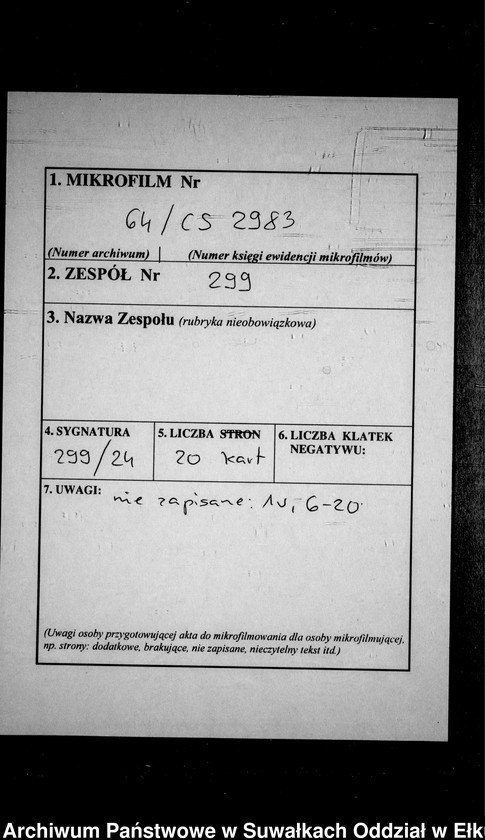 1. MIKROFILM Nr
64/CS 2983
(Numer archiwum) | (Numer księgi ewidencji mikrofilmów)
2. ZESPÓŁ Nr 299
3. Nazwa Zespołu (rubryka nieobowiązkowa)
4. SYGNATURA
299/24
5. LICZBA STRON
20 kart
6. LICZBA KLATEK
NEGATYWU:
7. UWAGI: nie zapisane: 1v, 6-20
(Uwagi osoby przygotowującej akta do mikrofilmowania dla osoby mikrofilmującej,
np. strony: dodatkowe, brakujące, nie zapisane, nieczytelny tekst itd.)
Archiwum Państwowe w Suwałkach Oddział w Ełk